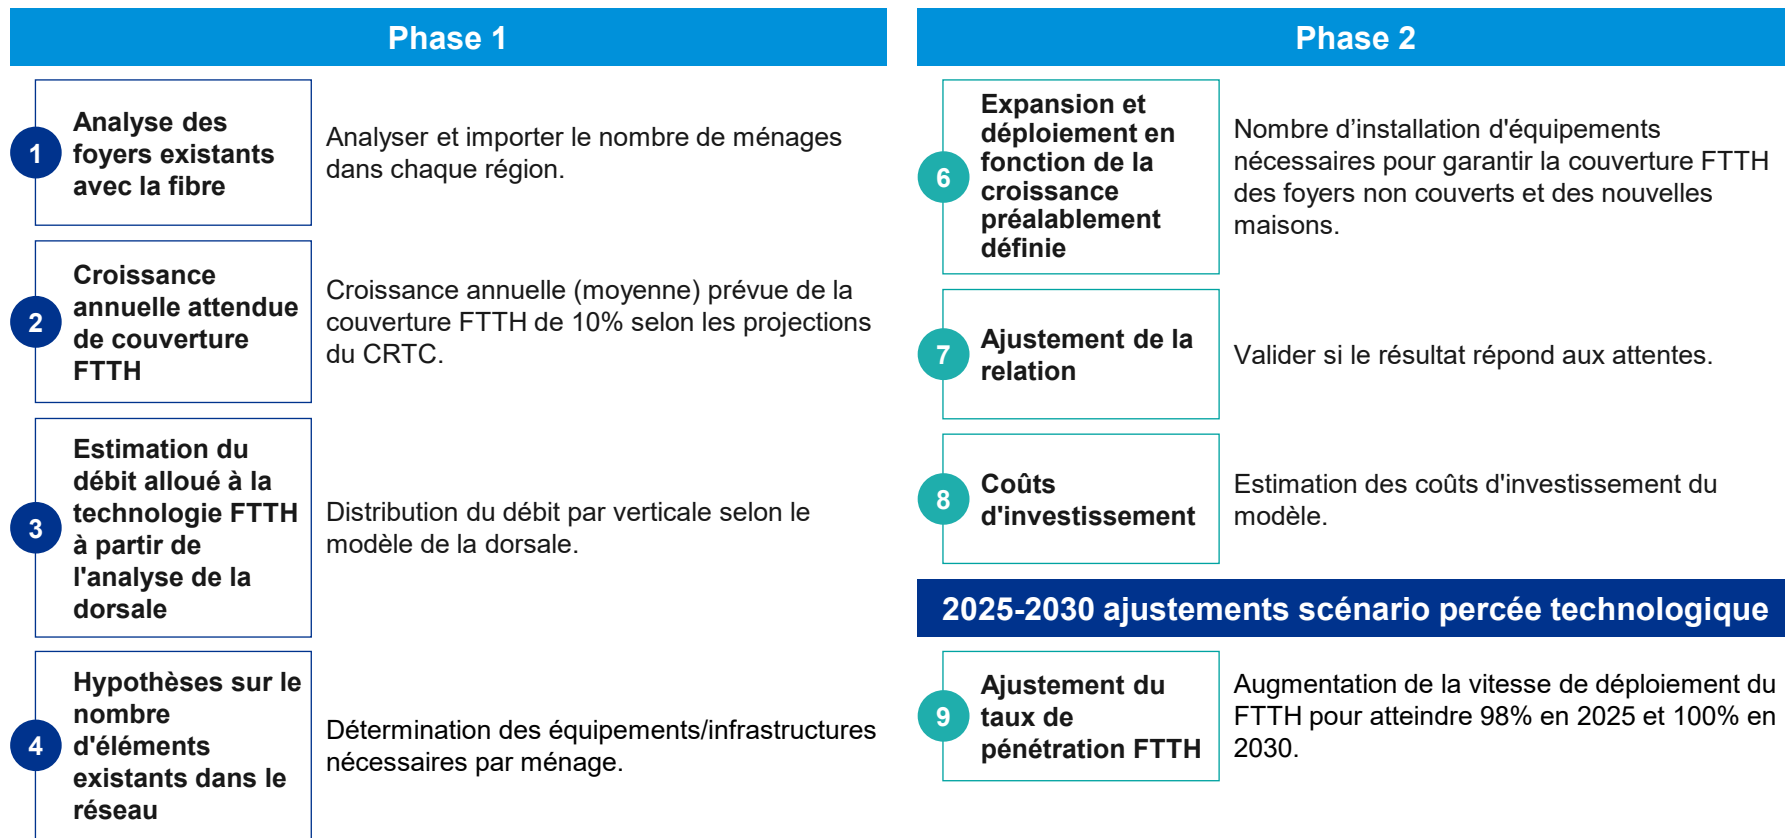 Phase 1
1
Analyse des
foyers existants
avec la fibre
Analyser et importer le nombre de ménages
dans chaque région.
2
Croissance
annuelle attendue
de couverture
FTTH
Croissance annuelle (moyenne) prévue de la
couverture FTTH de 10% selon les projections
du CRTC.
3
Estimation du
débit alloué à la
technologie FTTH
à partir de
l'analyse de la
dorsale
Distribution du débit par verticale selon le
modèle de la dorsale.
4
Hypothèses sur le
nombre
d'éléments
existants dans le
réseau
Détermination des équipements/infrastructures
nécessaires par ménage.
Phase 2
6
Expansion et
déploiement en
fonction de la
croissance
préalablement
définie
Nombre d’installation d'équipements
nécessaires pour garantir la couverture FTTH
des foyers non couverts et des nouvelles
maisons.
7
Ajustement de la
relation
Valider si le résultat répond aux attentes.
8
Coûts
d'investissement
Estimation des coûts d'investissement du
modèle.
2025-2030 ajustements scénario percée technologique
9
Ajustement du
taux de
pénétration FTTH
Augmentation de la vitesse de déploiement du
FTTH pour atteindre 98% en 2025 et 100% en
2030.